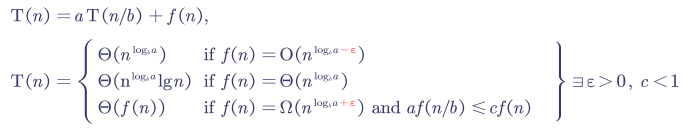 T(n) = a T(n/b) + f(n),
Θ(n^{log_b a}) if f(n) = O(n^{log_b a − ε})
T(n) = { Θ(n^{log_b a} lg n) if f(n) = Θ(n^{log_b a}) } ∃ ε > 0, c < 1
Θ(f(n)) if f(n) = Ω(n^{log_b a + ε}) and af(n/b) ⩽ cf(n)